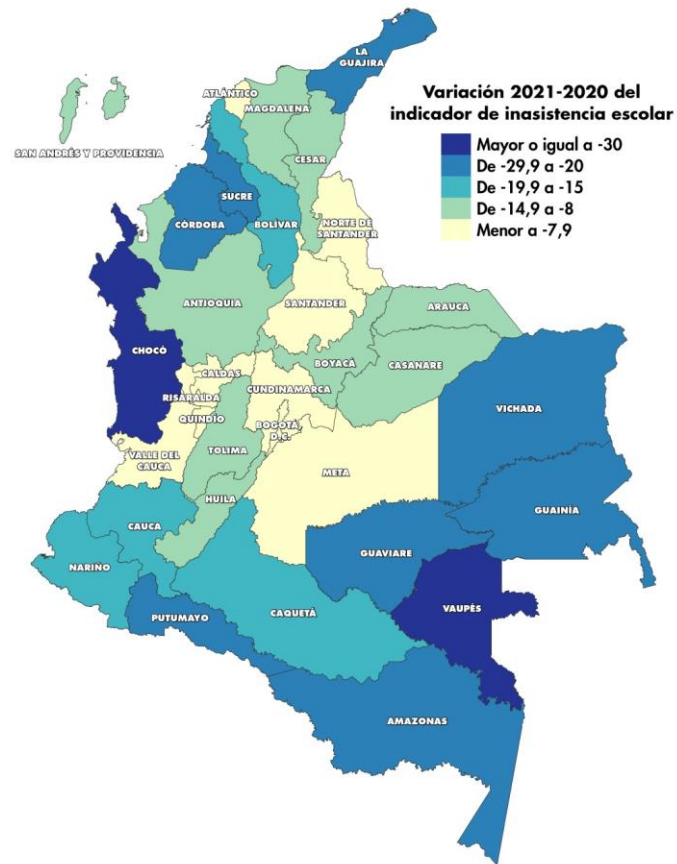 LA
GUAJIRA
ATLÁNTICO
MAGDALENA
Variación 2021-2020 del
indicador de inasistencia escolar
Mayor o igual a -30
De -29,9 a -20
De -19,9 a -15
De -14,9 a -8
Menor a -7,9
SAN ANDRÉS Y PROVIDENCIA
CESAR
SUCRE
CÓRDOBA
BOLÍVAR
NORTE DE
SANTANDER
ANTIOQUIA
SANTANDER
ARAUCA
CHOCÓ
BOYACÁ
CASANARE
CALDAS
CUNDINAMARCA
RISARALDA
VICHADA
QUINDÍO
BOGOTÁ
D.C.
TOLIMA
VALLE DEL
CAUCA
META
HUILA
GUAINÍA
CAUCA
GUAVIARE
NARINO
VAUPÈS
PUTUMAYO
CAQUETÀ
AMAZONAS